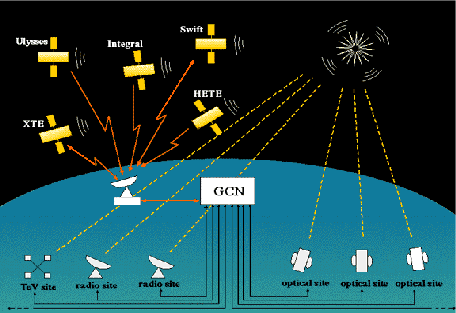 Ulysses
Integral
Swift
XTE
HETE
GCN
TeV site
radio site
radio site
optical site
optical site
optical site